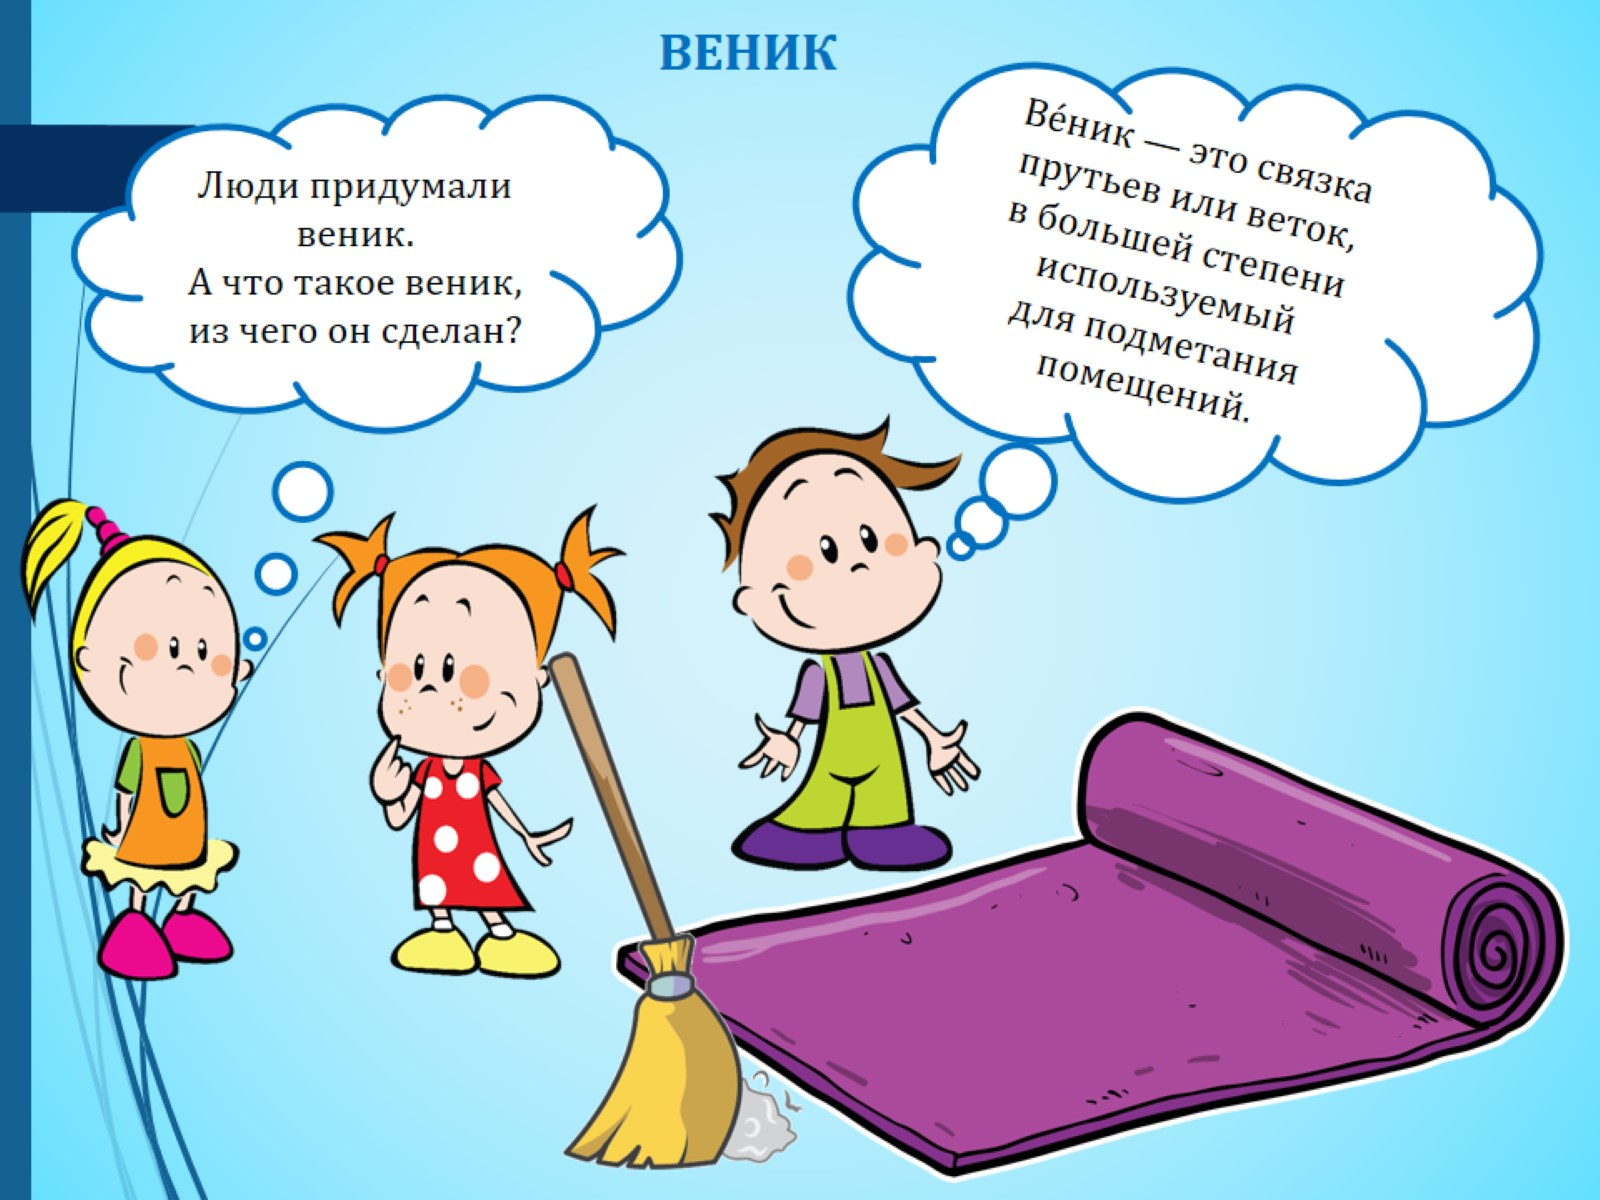 ВЕНИК
Люди придумали
веник.
А что такое веник,
из чего он сделан?
Ве́ник — это связка
прутьев или веток,
в большей степени
используемый
для подметания
помещений.